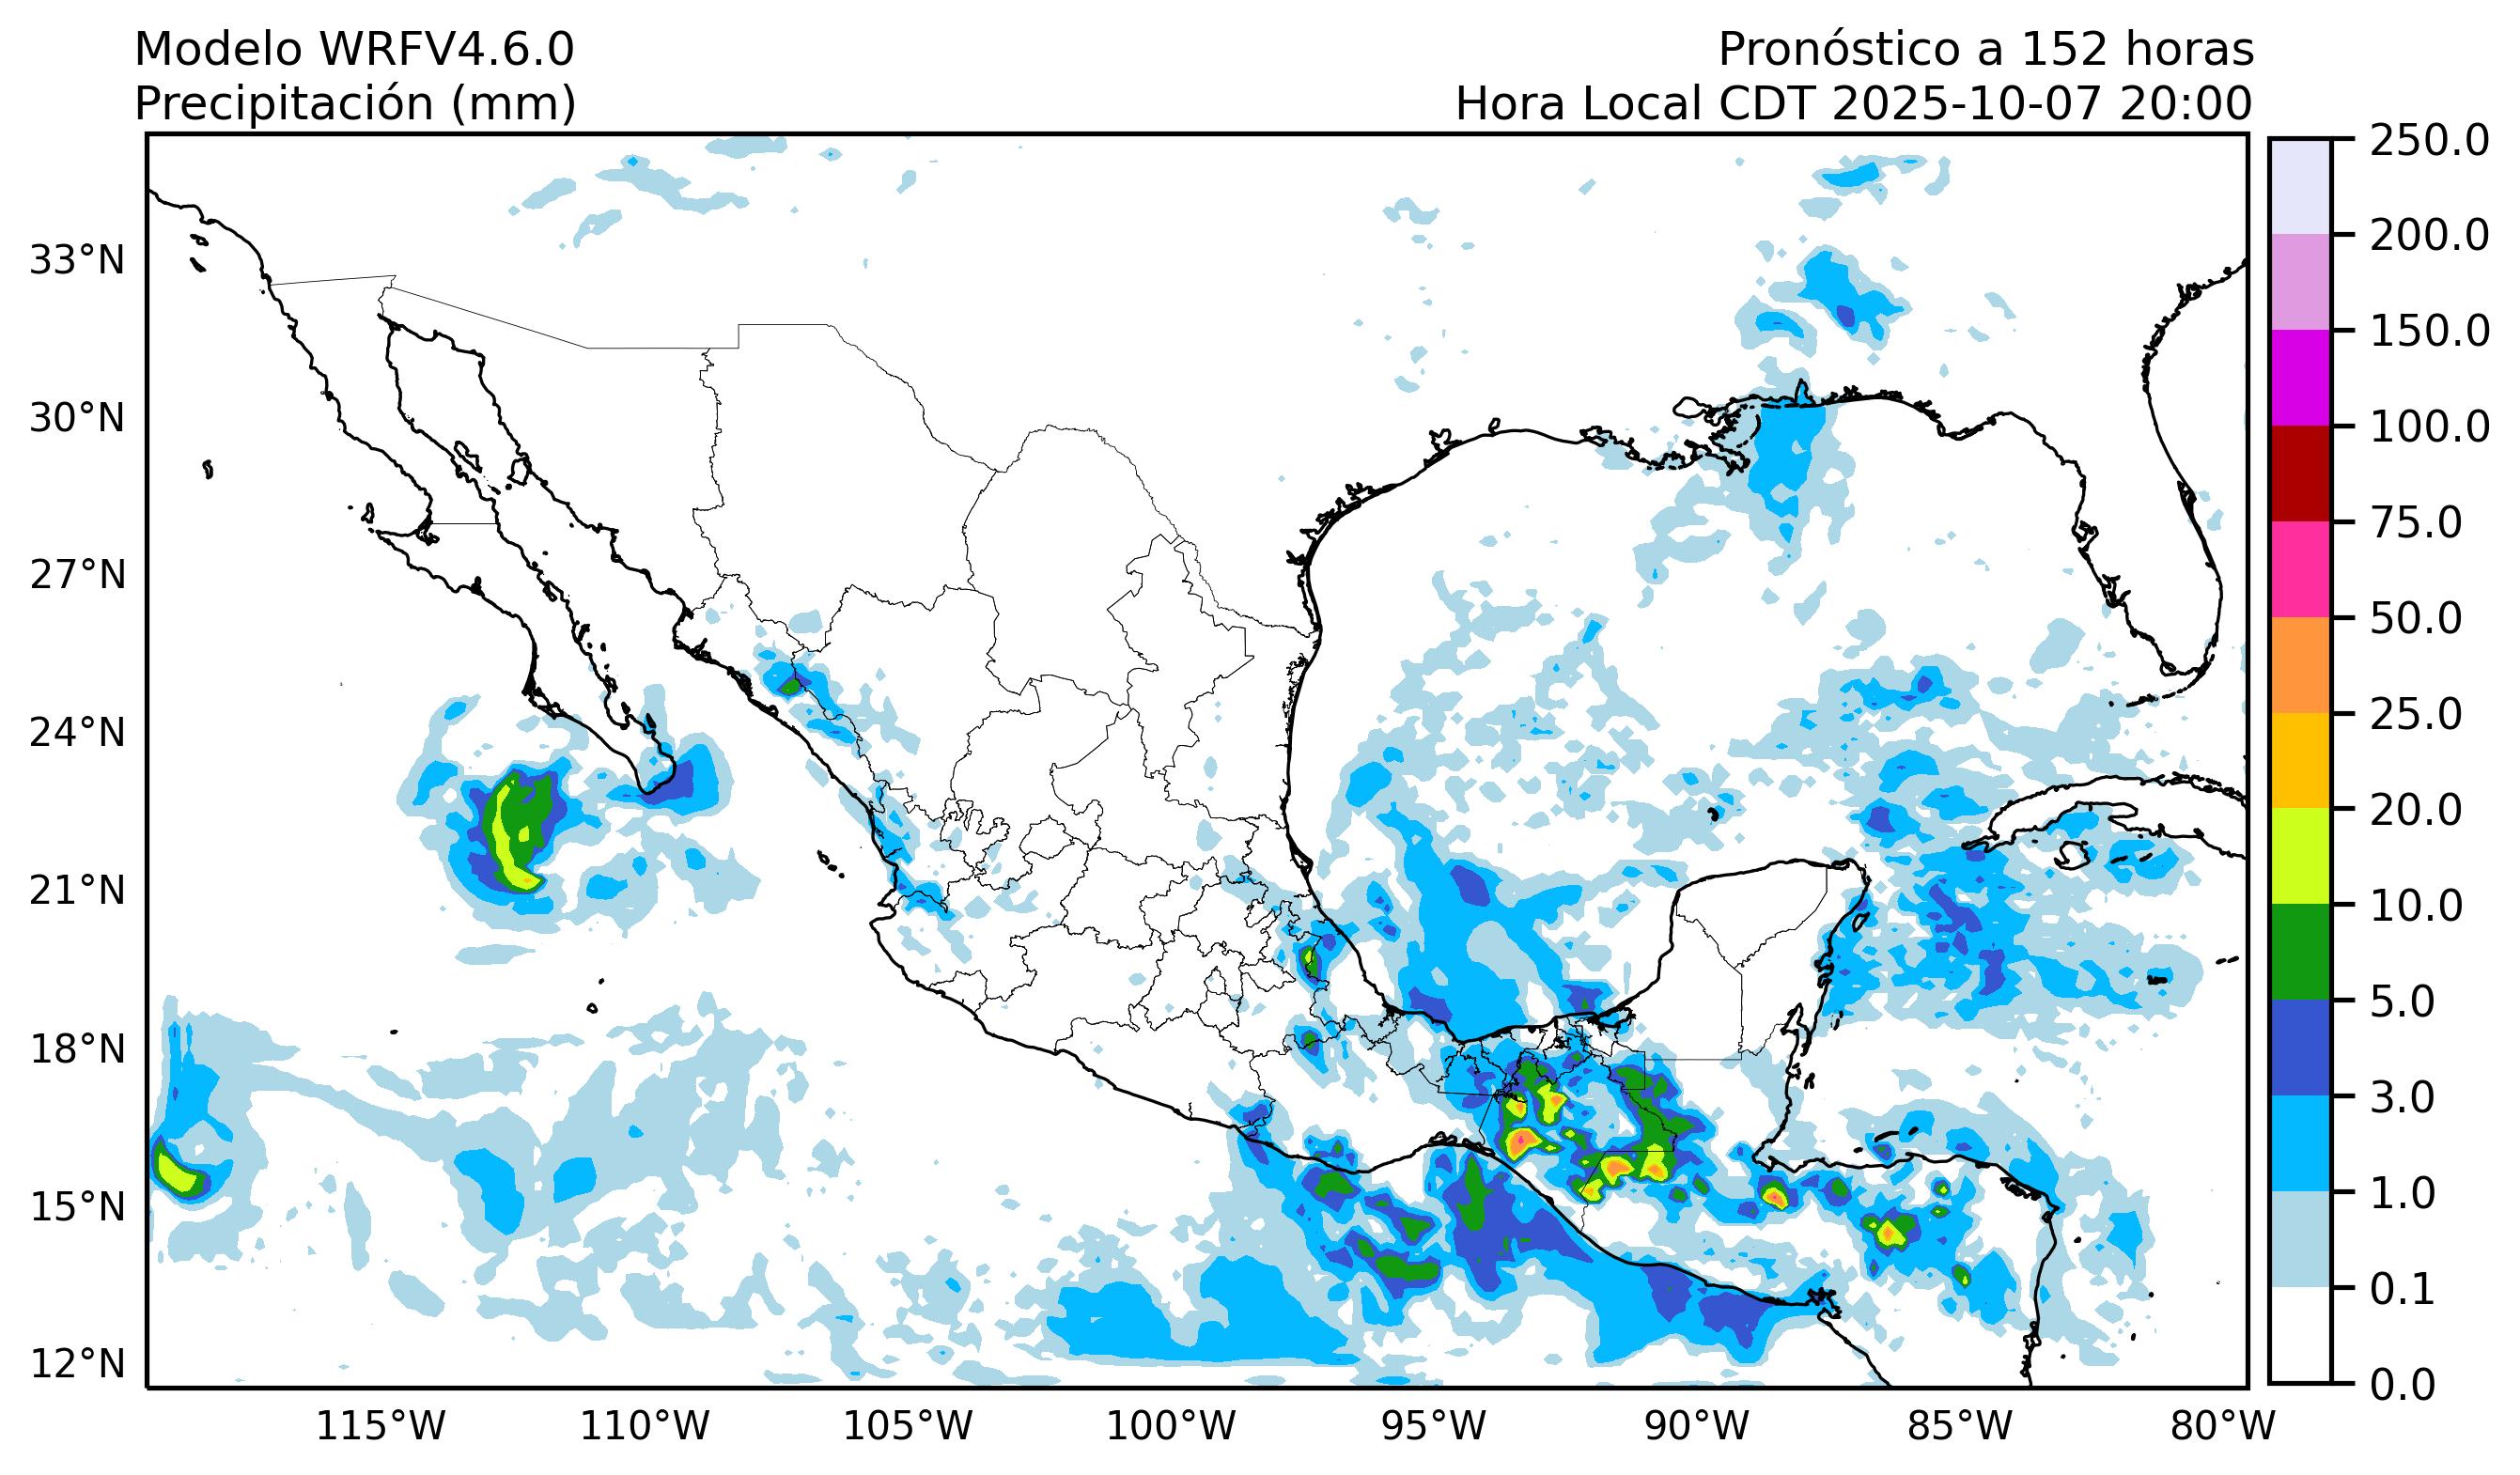 Modelo WRFV4.6.0
Precipitación (mm)
Pronóstico a 152 horas
Hora Local CDT 2025-10-07 20:00
33°N
30°N
27°N
24°N
21°N
18°N
15°N
12°N
115°W
110°W
105°W
100°W
95°W
90°W
85°W
80°W
250.0
200.0
150.0
100.0
75.0
50.0
25.0
20.0
10.0
5.0
3.0
1.0
0.1
0.0